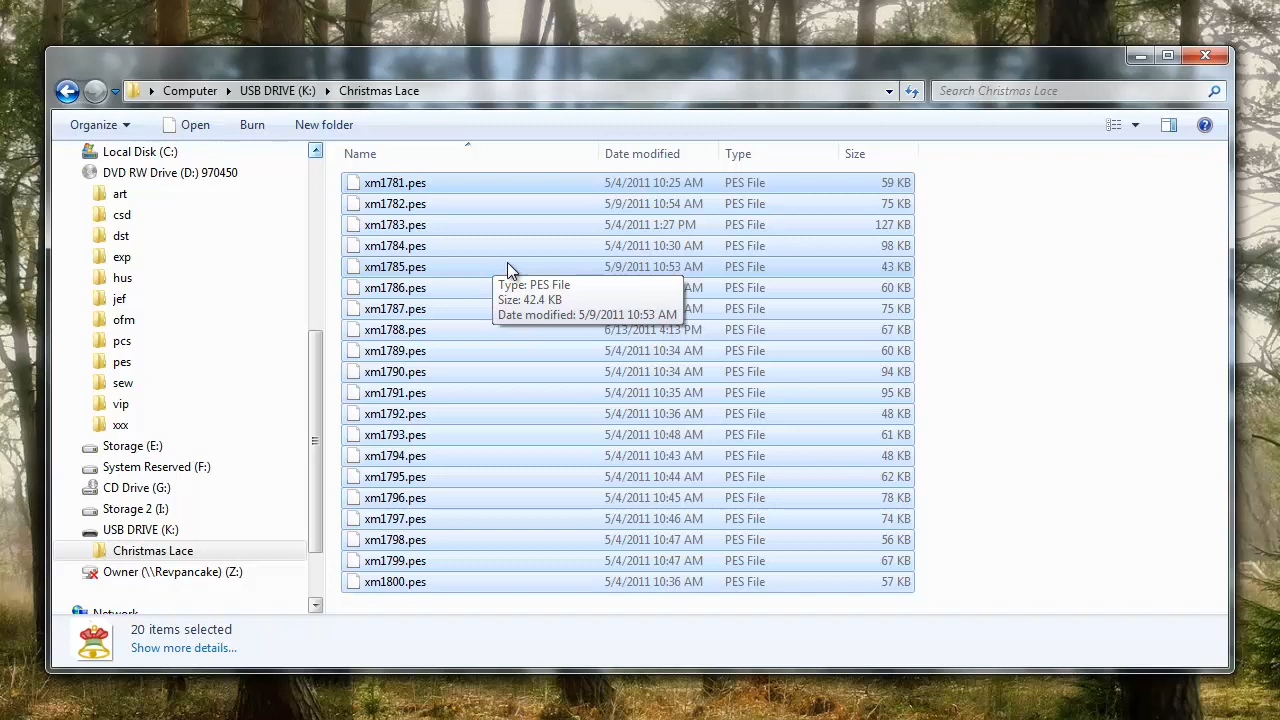 Computer USB DRIVE (K:) Christmas Lace Search Christmas Lace
Organize Open Burn New folder
Local Disk (C:)
DVD RW Drive (D:) 970450
art
csd
dst
exp
hus
jef
ofm
pcs
pes
sew
vip
xxx
Storage (E:)
System Reserved (F:)
CD Drive (G:)
Storage 2 (I:)
USB DRIVE (K:)
Christmas Lace
Owner (\\Revpancake) (Z:)
Network
Name Date modified Type Size
xm1781.pes 5/4/2011 10:25 AM PES File 59 KB
xm1782.pes 5/9/2011 10:54 AM PES File 75 KB
xm1783.pes 5/4/2011 1:27 PM PES File 127 KB
xm1784.pes 5/4/2011 10:30 AM PES File 98 KB
xm1785.pes 5/9/2011 10:53 AM PES File 43 KB
xm1786.pes AM PES File 60 KB
xm1787.pes AM PES File 75 KB
xm1788.pes 6/13/2011 4:13 PM PES File 67 KB
xm1789.pes 5/4/2011 10:34 AM PES File 60 KB
xm1790.pes 5/4/2011 10:34 AM PES File 94 KB
xm1791.pes 5/4/2011 10:35 AM PES File 95 KB
xm1792.pes 5/4/2011 10:36 AM PES File 48 KB
xm1793.pes 5/4/2011 10:48 AM PES File 61 KB
xm1794.pes 5/4/2011 10:43 AM PES File 48 KB
xm1795.pes 5/4/2011 10:44 AM PES File 62 KB
xm1796.pes 5/4/2011 10:45 AM PES File 78 KB
xm1797.pes 5/4/2011 10:46 AM PES File 74 KB
xm1798.pes 5/4/2011 10:47 AM PES File 56 KB
xm1799.pes 5/4/2011 10:47 AM PES File 67 KB
xm1800.pes 5/4/2011 10:36 AM PES File 57 KB
Type: PES File
Size: 42.4 KB
Date modified: 5/9/2011 10:53 AM
20 items selected
Show more details...